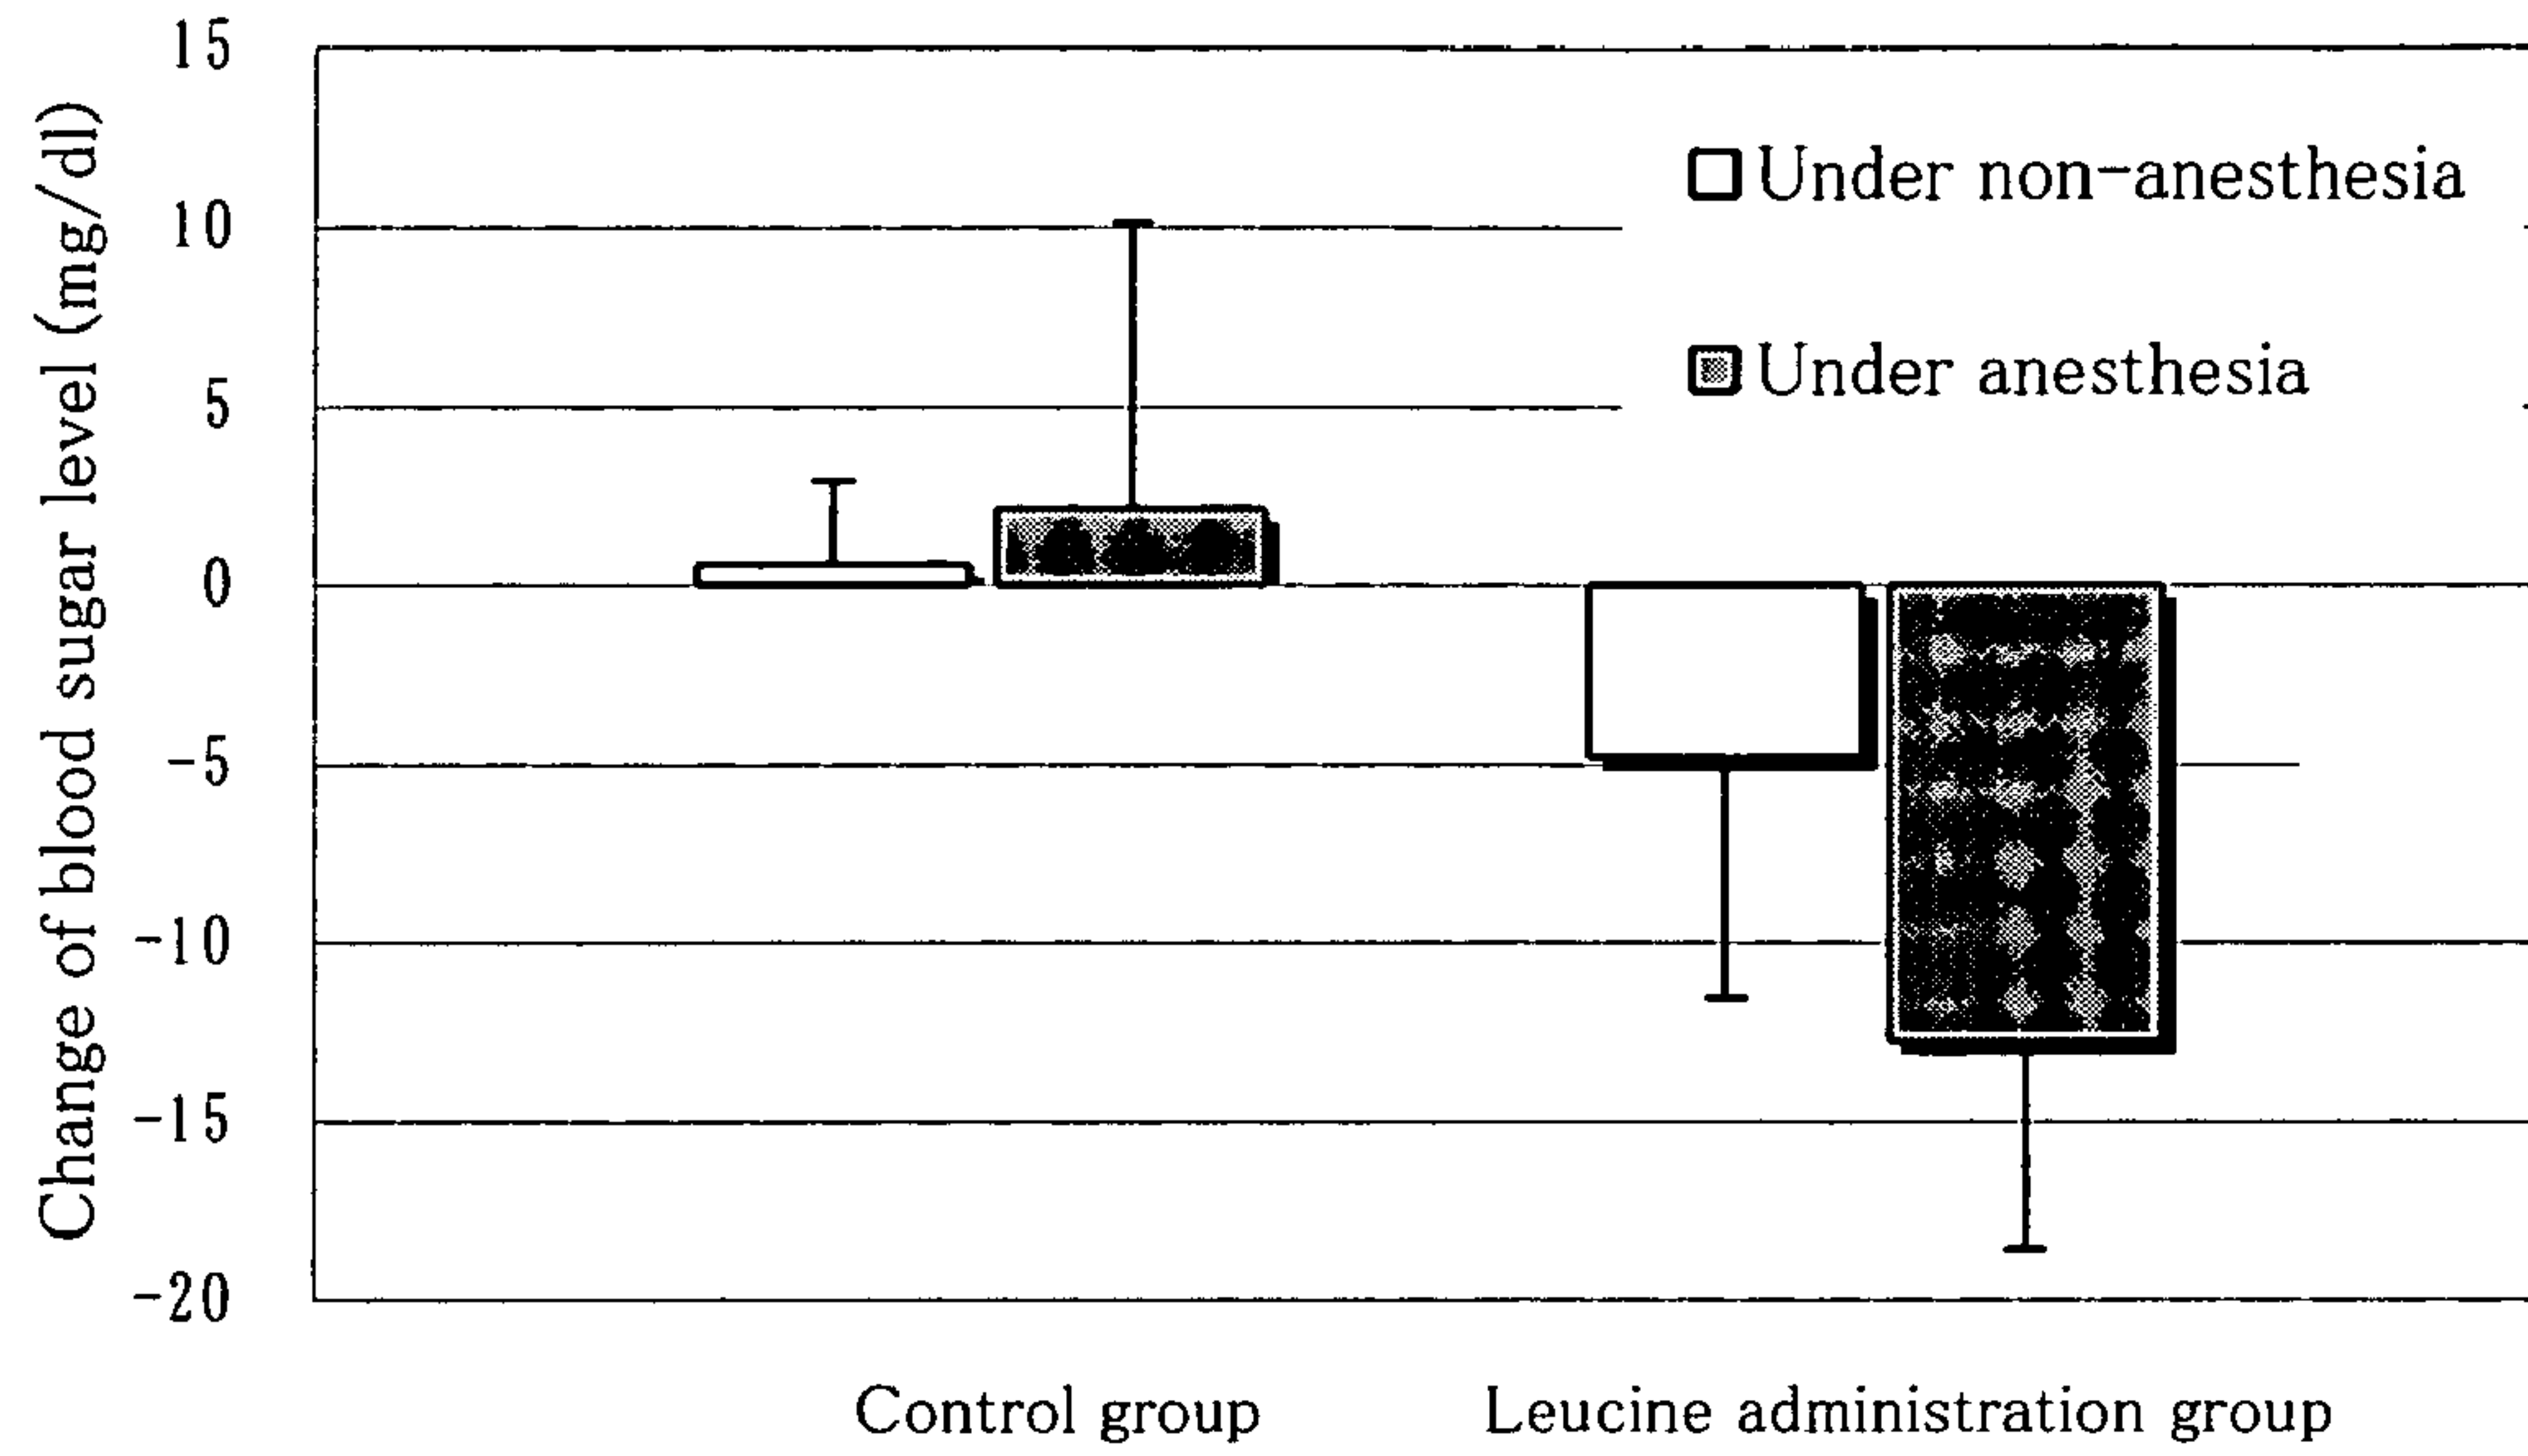 Change of blood sugar level (mg/dl)
15
10
5
0
-5
-10
-15
-20
Under non-anesthesia
Under anesthesia
Control group
Leucine administration group